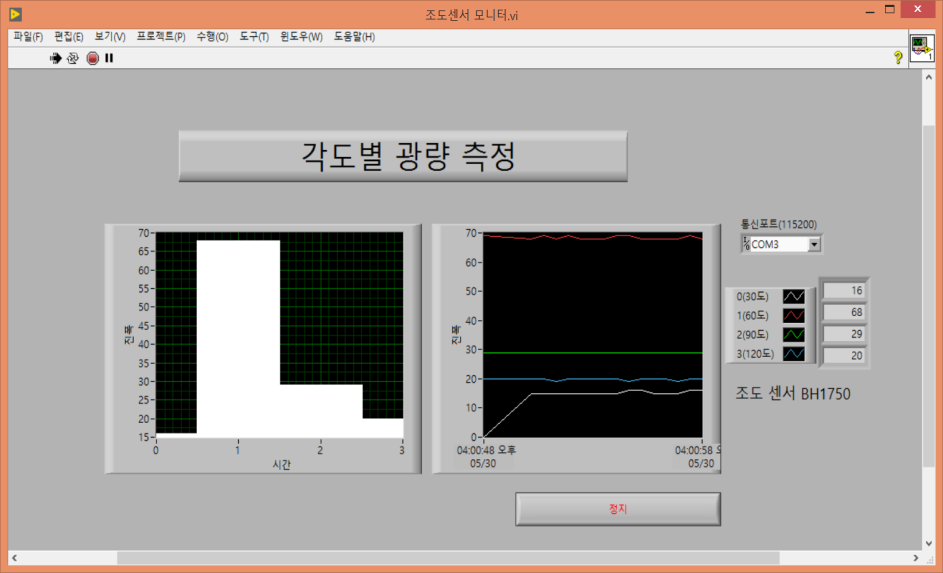 조도센서 모니터.vi
파일(F) 편집(E) 보기(V) 프로젝트(P) 수행(O) 도구(T) 윈도우(W) 도움말(H)
?
1
각도별 광량 측정
통신포트(115200)
COM3
70
65
60
55
50
45
40
35
30
25
20
15
진폭
0 1 2 3
시간
70
60
50
40
30
20
10
0
진폭
04:00:48 오후
05/30
04:00:58
05/30
0(30도) 16
1(60도) 68
2(90도) 29
3(120도) 20
조도 센서 BH1750
정지